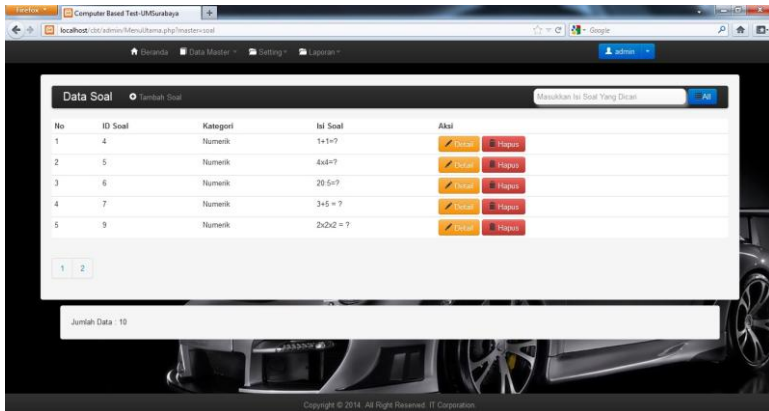 Firefox
Computer Based Test-UMSurabaya
localhost/cbt/admin/MenuUtama.php?master=soal
Google
Beranda Data Master Setting Laporan
admin
Data Soal Tambah Soal
Masukkan Isi Soal Yang Dicari
All
No ID Soal Kategori Isi Soal Aksi
1 4 Numerik 1+1=? Detail Hapus
2 5 Numerik 4x4=? Detail Hapus
3 6 Numerik 20:5=? Detail Hapus
4 7 Numerik 3+5 = ? Detail Hapus
5 9 Numerik 2x2x2 = ? Detail Hapus
1 2
Jumlah Data : 10
Copyright © 2014 All Right Reserved IT Corporation